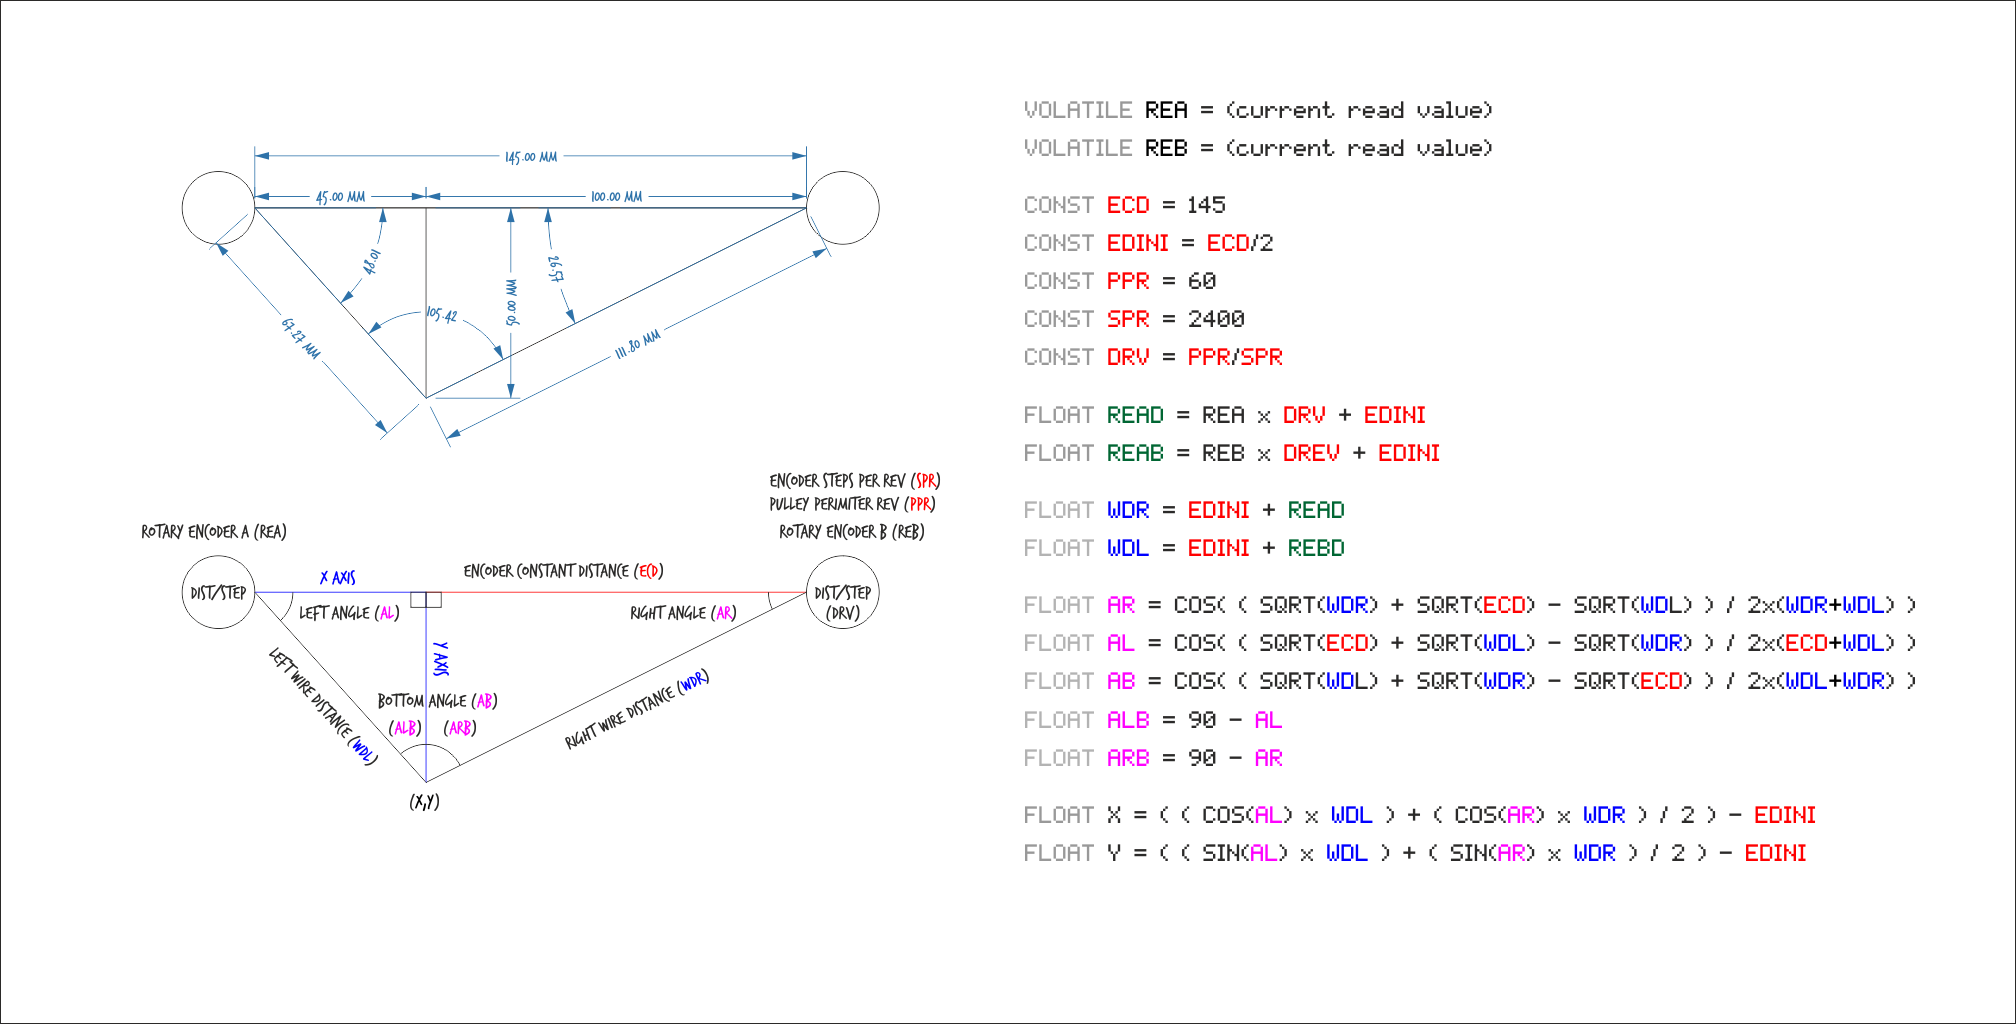 145.00 MM
45.00 MM
100.00 MM
48.01
26.57
105.42
50.00 MM
67.27 MM
111.80 MM
ENCODER STEPS PER REV (SPR)
PULLEY PERIMITER REV (PPR)
ROTARY ENCODER A (REA)
ROTARY ENCODER B (REB)
X AXIS
ENCODER CONSTANT DISTANCE (ECD)
DIST/STEP
DIST/STEP
(DRV)
LEFT ANGLE (AL)
RIGHT ANGLE (AR)
Y AXIS
LEFT WIRE DISTANCE (WDL)
BOTTOM ANGLE (AB)
(ALB) (ARB)
RIGHT WIRE DISTANCE (WDR)
(X,Y)
VOLATILE REA = (current read value)
VOLATILE REB = (current read value)
CONST ECD = 145
CONST EDINI = ECD/2
CONST PPR = 60
CONST SPR = 2400
CONST DRV = PPR/SPR
FLOAT READ = REA x DRV + EDINI
FLOAT REAB = REB x DREV + EDINI
FLOAT WDR = EDINI + READ
FLOAT WDL = EDINI + REBD
FLOAT AR = COS( ( SQRT(WDR) + SQRT(ECD) - SQRT(WDL) ) / 2x(WDR+WDL) )
FLOAT AL = COS( ( SQRT(ECD) + SQRT(WDL) - SQRT(WDR) ) / 2x(ECD+WDL) )
FLOAT AB = COS( ( SQRT(WDL) + SQRT(WDR) - SQRT(ECD) ) / 2x(WDL+WDR) )
FLOAT ALB = 90 - AL
FLOAT ARB = 90 - AR
FLOAT X = ( ( COS(AL) x WDL ) + ( COS(AR) x WDR ) / 2 ) - EDINI
FLOAT Y = ( ( SIN(AL) x WDL ) + ( SIN(AR) x WDR ) / 2 ) - EDINI